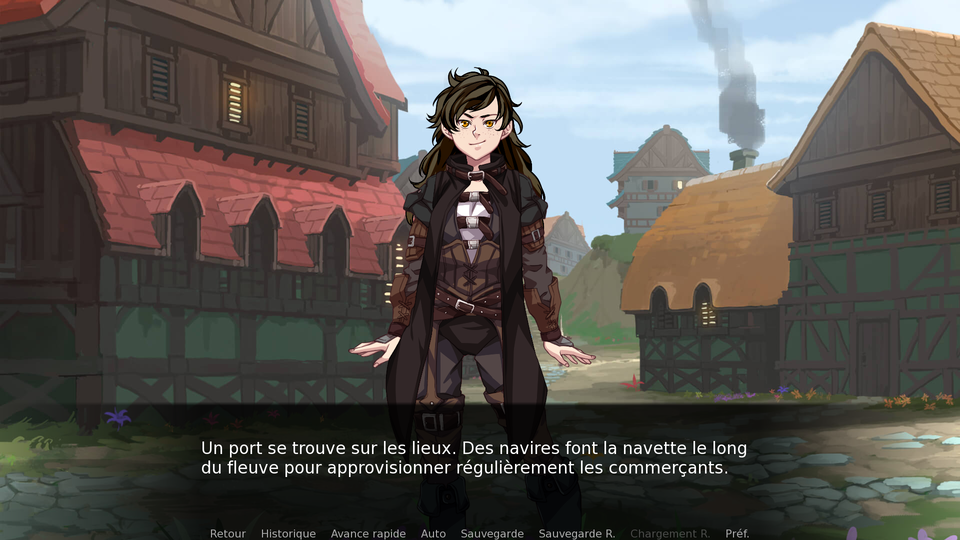 Un port se trouve sur les lieux. Des navires font la navette le long
du fleuve pour approvisionner régulièrement les commerçants.
Retour Historique Avance rapide Auto Sauvegarde Sauvegarde R. Chargement R. Préf.